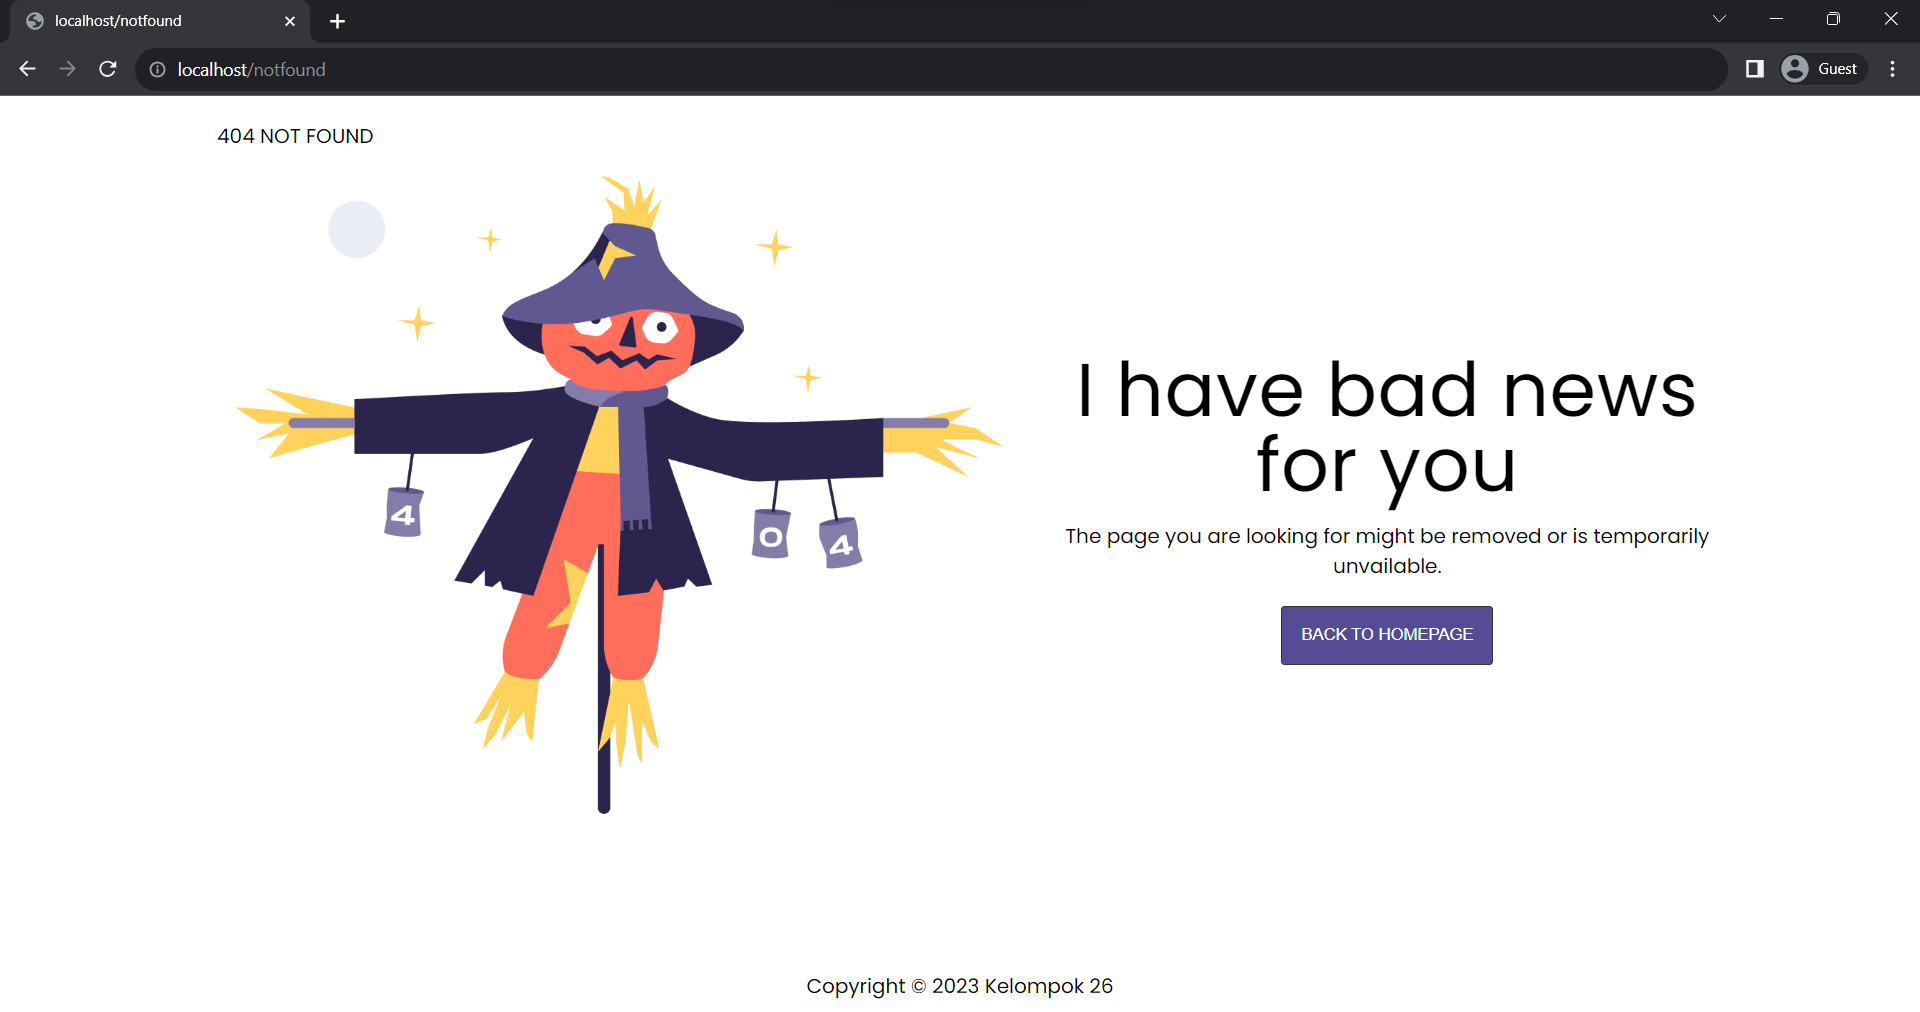 localhost/notfound
localhost/notfound
Guest
404 NOT FOUND
4
0
4
I have bad news
for you
The page you are looking for might be removed or is temporarily
unvailable.
BACK TO HOMEPAGE
Copyright © 2023 Kelompok 26